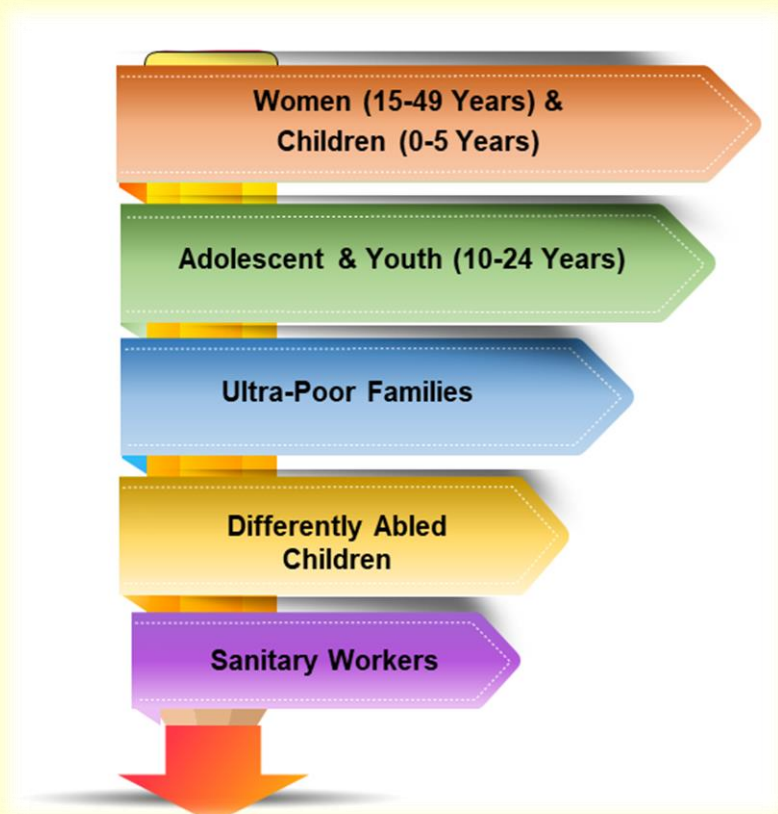 Women (15-49 Years) &
Children (0-5 Years)
Adolescent & Youth (10-24 Years)
Ultra-Poor Families
Differently Abled
Children
Sanitary Workers